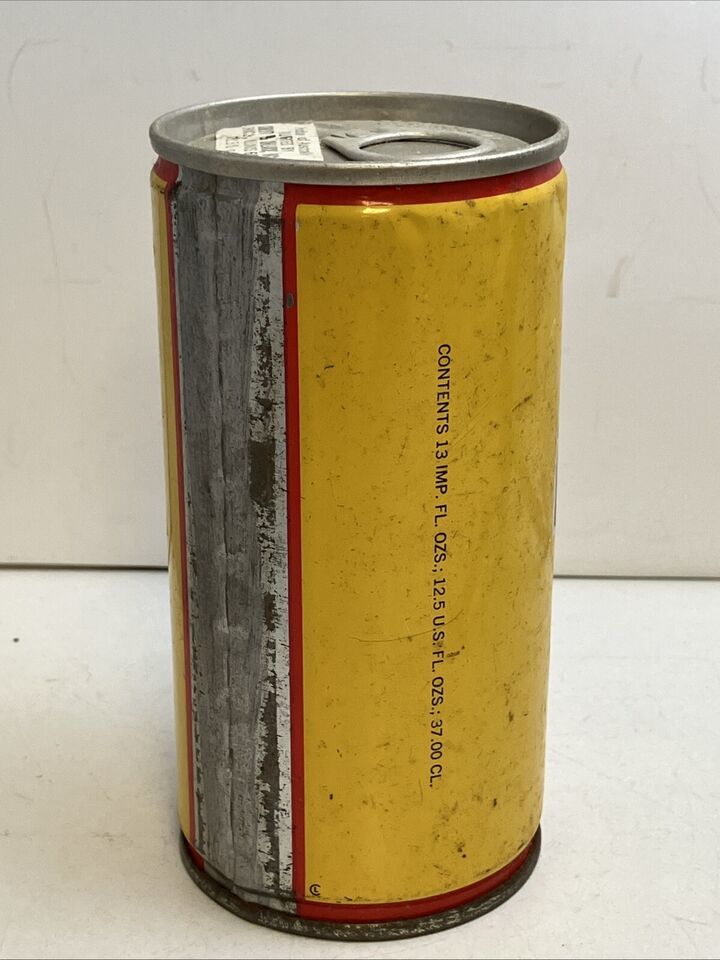 CONTENTS 13 IMP. FL. OZS.; 12.5 U.S. FL. OZS.; 37.00 CL.